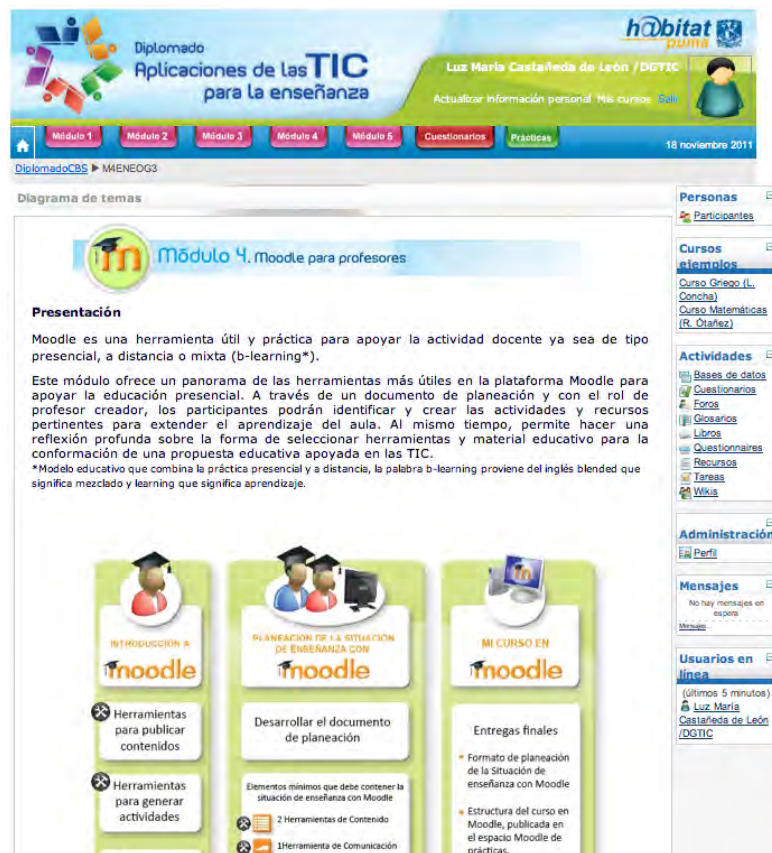 h@bitat
puma
Diplomado
Aplicaciones de las TIC
para la enseñanza
Luz María Castañeda de León /DGTIC
Actualizar información personal Mis cursos Salir
Módulo 1 Módulo 2 Módulo 3 Módulo 4 Módulo 5 Cuestionarios Prácticas
18 noviembre 2011
DiplomadoCBS ► M4ENEOG3
Diagrama de temas
Módulo 4. Moodle para profesores
Presentación
Moodle es una herramienta útil y práctica para apoyar la actividad docente ya sea de tipo
presencial, a distancia o mixta (b-learning*).
Este módulo ofrece un panorama de las herramientas más útiles en la plataforma Moodle para
apoyar la educación presencial. A través de un documento de planeación y con el rol de
profesor creador, los participantes podrán identificar y crear las actividades y recursos
pertinentes para extender el aprendizaje del aula. Al mismo tiempo, permite hacer una
reflexión profunda sobre la forma de seleccionar herramientas y material educativo para la
conformación de una propuesta educativa apoyada en las TIC.
*Modelo educativo que combina la práctica presencial y a distancia, la palabra b-learning proviene del inglés blended que
significa mezclado y learning que significa aprendizaje.
INTRODUCCIÓN A
moodle
Herramientas
para publicar
contenidos
Herramientas
para generar
actividades
PLANEACIÓN DE LA SITUACIÓN
DE ENSEÑANZA CON
moodle
Desarrollar el documento
de planeación
Elementos mínimos que debe contener la
situación de enseñanza con Moodle
2 Herramientas de Contenido
1Herramienta de Comunicación
m
MI CURSO EN
moodle
Entregas finales
Formato de planeación
de la Situación de
enseñanza con Moodle
Estructura del curso en
Moodle, publicada en
el espacio Moodle de
prácticas.
Personas
Participantes
Cursos
ejemplos
Curso Griego (L.
Concha)
Curso Matemáticas
(R. Otañez)
Actividades
Bases de datos
Cuestionarios
Foros
Glosarios
Libros
Questionnaires
Recursos
Tareas
Wikis
Administración
Perfil
Mensajes
No hay mensajes en
espera
Mensajes...
Usuarios en
línea
(últimos 5 minutos)
Luz María
Castañeda de León
/DGTIC